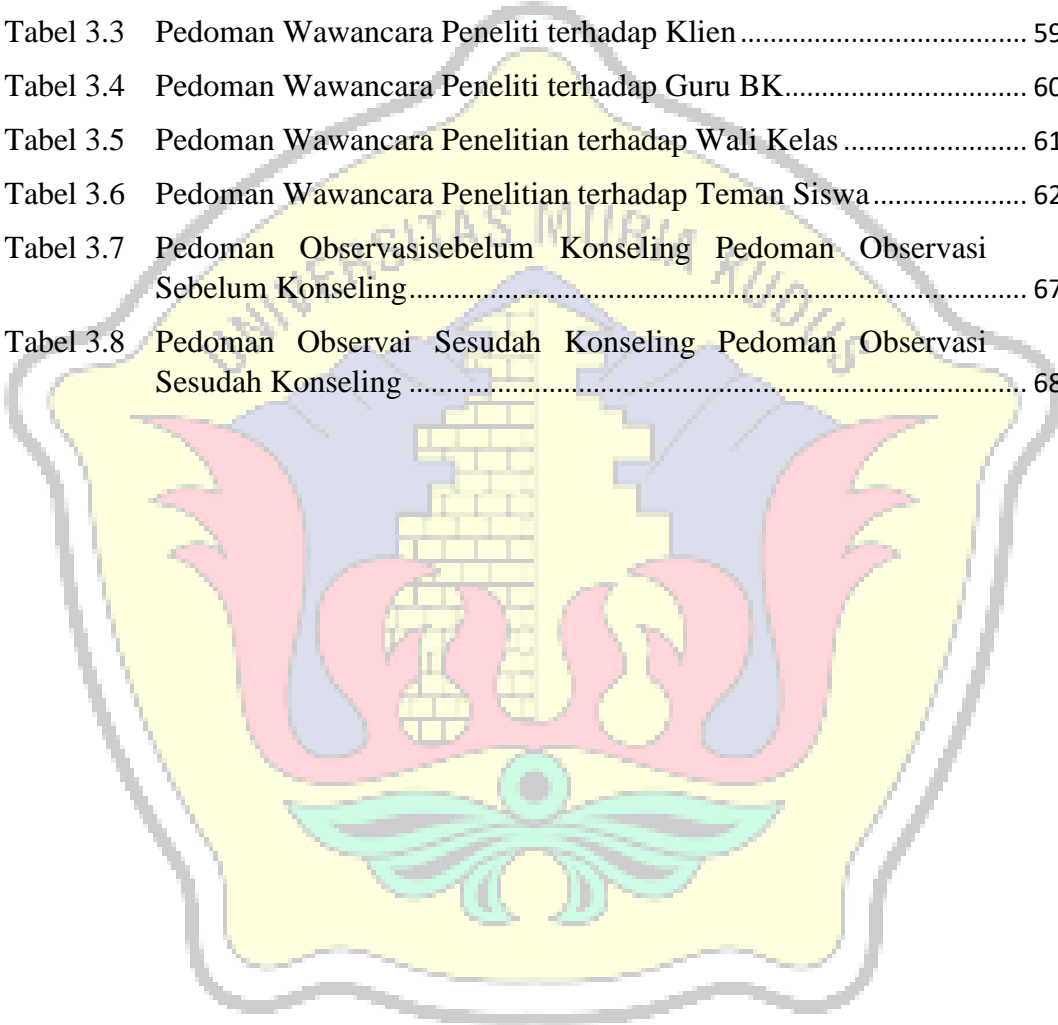 Tabel 3.3 Pedoman Wawancara Peneliti terhadap Klien ................................................ 59
Tabel 3.4 Pedoman Wawancara Peneliti terhadap Guru BK......................................... 60
Tabel 3.5 Pedoman Wawancara Penelitian terhadap Wali Kelas ............................... 61
Tabel 3.6 Pedoman Wawancara Penelitian terhadap Teman Siswa .......................... 62
Tabel 3.7 Pedoman Observasisebelum Konseling Pedoman Observasi
Sebelum Konseling............................................................................................... 67
Tabel 3.8 Pedoman Observai Sesudah Konseling Pedoman Observasi
Sesudah Konseling ............................................................................................... 68
UNIVERSITAS MURIA KUDUS